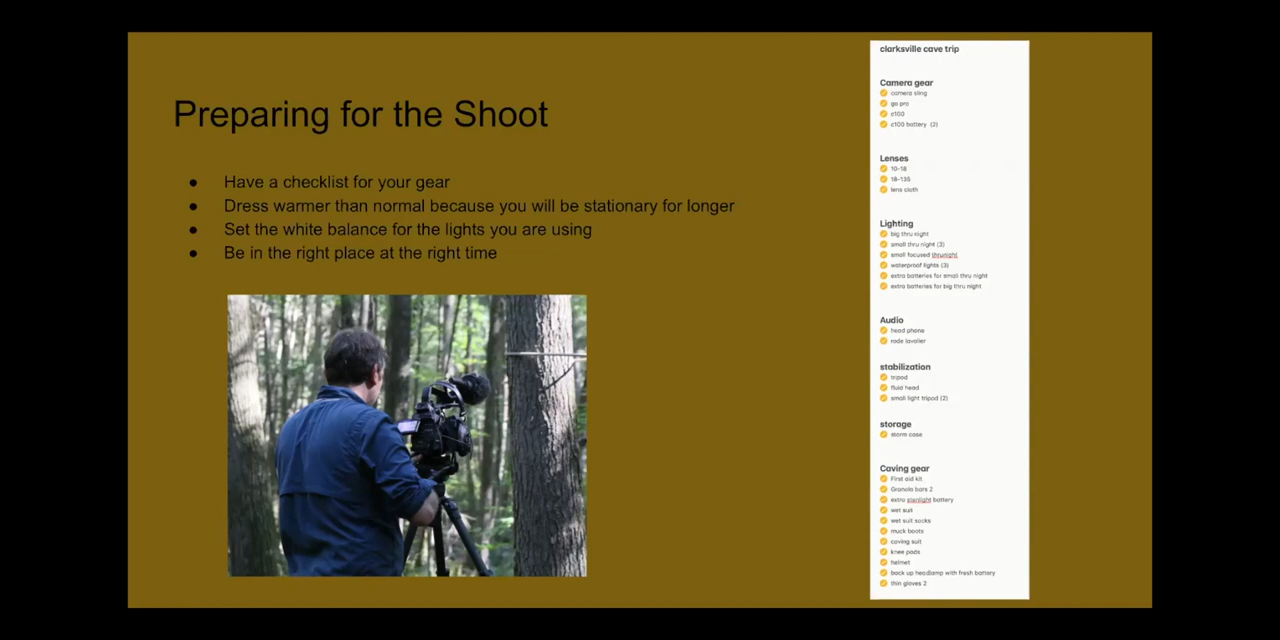 Preparing for the Shoot
● Have a checklist for your gear
● Dress warmer than normal because you will be stationary for longer
● Set the white balance for the lights you are using
● Be in the right place at the right time
clarksville cave trip
Camera gear
camera sling
go pro
c100
c100 battery (2)
Lenses
10-18
18-135
lens cloth
Lighting
big thru night
small thru night (3)
small focused thrunight
waterproof lights (3)
extra batteries for small thru night
extra batteries for big thru night
Audio
head phone
rode lavalier
stabilization
tripod
fluid head
small light tripod (2)
storage
storm case
Caving gear
First aid kit
Granola bars 2
extra battery
wet suit
wet suit socks
muck boots
caving suit
knee pads
helmet
back up headlamp with fresh battery
thin gloves 2